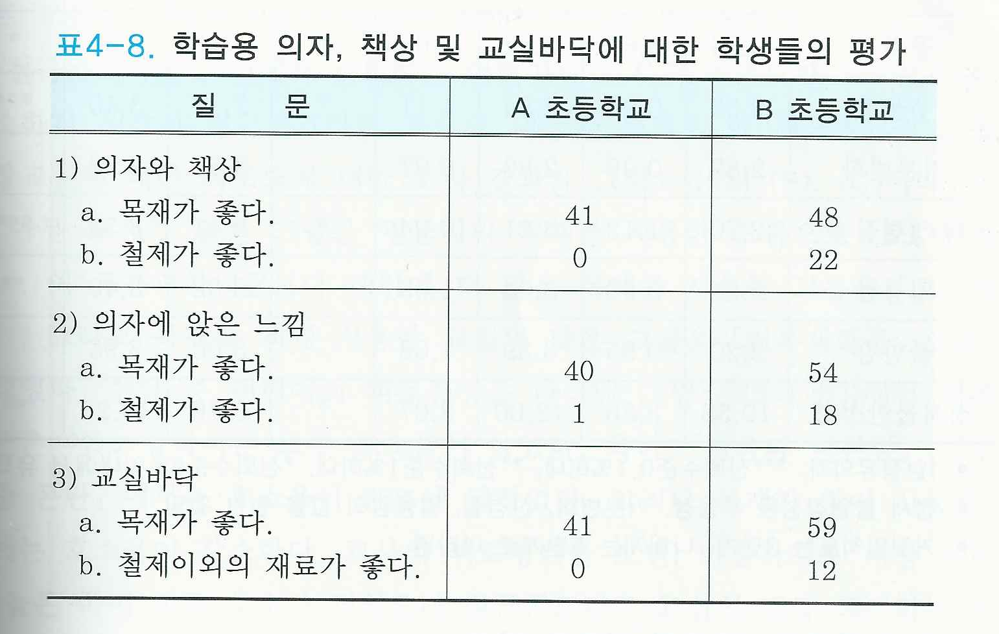 표4-8. 학습용 의자, 책상 및 교실바닥에 대한 학생들의 평가
질 문 A 초등학교 B 초등학교
1) 의자와 책상
a. 목재가 좋다. 41 48
b. 철제가 좋다. 0 22
2) 의자에 앉은 느낌
a. 목재가 좋다. 40 54
b. 철제가 좋다. 1 18
3) 교실바닥
a. 목재가 좋다. 41 59
b. 철제이외의 재료가 좋다. 0 12